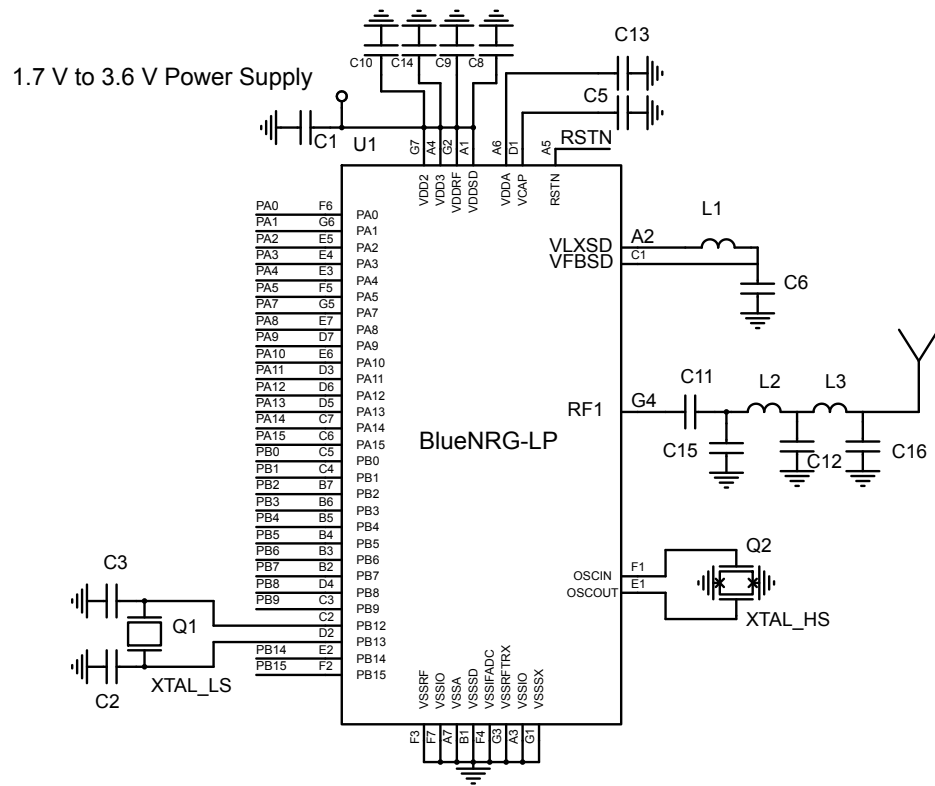 C10
C14
C9
C8
C13
1.7 V to 3.6 V Power Supply
C5
C1
U1
G7
A4
G2
A1
A6
D1
A5
RSTN
VDD2
VDD3
VDDRF
VDDSD
VDDA
VCAP
RSTN
PA0 F6 PA0
PA1 G6 PA1
PA2 E5 PA2
PA3 E4 PA3
PA4 E3 PA4
PA5 F5 PA5
PA7 G5 PA7
PA8 E7 PA8
PA9 D7 PA9
PA10 E6 PA10
PA11 D3 PA11
PA12 D6 PA12
PA13 D5 PA13
PA14 C7 PA14
PA15 C6 PA15
PB0 C5 PB0
PB1 C4 PB1
PB2 B7 PB2
PB3 B6 PB3
PB4 B5 PB4
PB5 B4 PB5
PB6 B3 PB6
PB7 B2 PB7
PB8 D4 PB8
PB9 C3 PB9
C2 PB12
D2 PB13
PB14 E2 PB14
PB15 F2 PB15
L1
VLXSD A2
VFBSD C1
C6
C11
L2
L3
RF1 G4
BlueNRG-LP
C15
C12
C16
Q2
OSCIN F1
OSCOUT E1
XTAL_HS
C3
Q1
C2
XTAL_LS
VSSRF
VSSIO
VSSA
VSSSD
VSSIFADC
VSSRFTRX
VSSIO
VSSSX
F3
F7
A7
B1
F4
G3
A3
G1